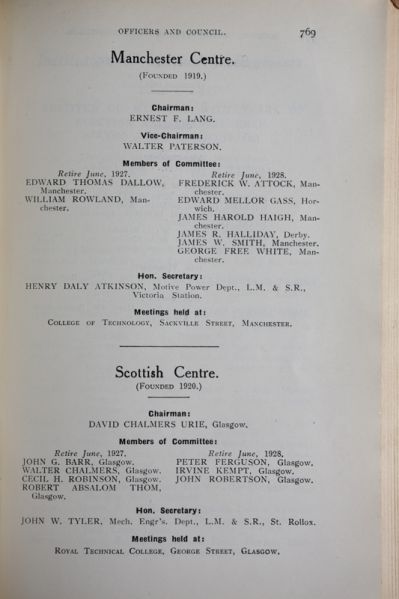 OFFICERS AND COUNCIL. 769
Manchester Centre.
(FOUNDED 1919.)
Chairman:
ERNEST F. LANG.
Vice-Chairman:
WALTER PATERSON.
Members of Committee:
Retire June, 1927.
EDWARD THOMAS DALLOW,
Manchester.
WILLIAM ROWLAND, Man-
chester.
Retire June, 1928.
FREDERICK W. ATTOCK, Man-
chester.
EDWARD MELLOR GASS, Hor-
wich.
JAMES HAROLD HAIGH, Man-
chester.
JAMES R. HALLIDAY, Derby.
JAMES W. SMITH, Manchester.
GEORGE FREE WHITE, Man-
chester.
Hon. Secretary:
HENRY DALY ATKINSON, Motive Power Dept., L.M. & S.R.,
Victoria Station.
Meetings held at:
COLLEGE OF TECHNOLOGY, SACKVILLE STREET, MANCHESTER.
Scottish Centre.
(FOUNDED 1920.)
Chairman:
DAVID CHALMERS URIE, Glasgow.
Members of Committee:
Retire June, 1927.
JOHN G. BARR, Glasgow.
WALTER CHALMERS, Glasgow.
CECIL H. ROBINSON, Glasgow.
ROBERT ABSALOM THOM,
Glasgow.
Retire June, 1928.
PETER FERGUSON, Glasgow.
IRVINE KEMPT, Glasgow.
JOHN ROBERTSON, Glasgow.
Hon. Secretary:
JOHN W. TYLER, Mech. Engr's. Dept., L.M. & S.R., St. Rollox.
Meetings held at:
ROYAL TECHNICAL COLLEGE, GEORGE STREET, GLASGOW.